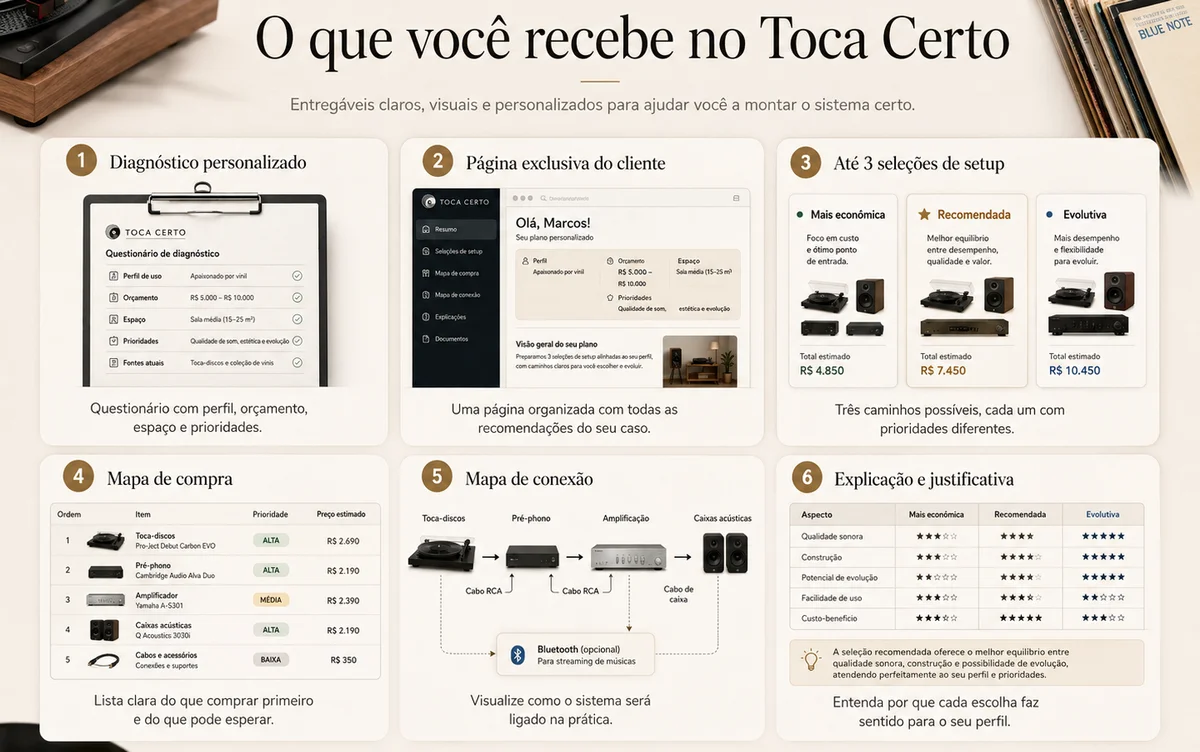 BLUE NOTE
O que você recebe no Toca Certo
Entregáveis claros, visuais e personalizados para ajudar você a montar o sistema certo.
1 Diagnóstico personalizado
TOCA CERTO
Questionário de diagnóstico
Perfil de uso Apaixonado por vinil
Orçamento R$ 5.000 – R$ 10.000
Espaço Sala média (15–25 m²)
Prioridades Qualidade de som, estética e evolução
Fontes atuais Toca-discos e coleção de vinis
Questionário com perfil, orçamento,
espaço e prioridades.
2 Página exclusiva do cliente
TOCA CERTO
Resumo
Seleções de setup
Mapa de compra
Mapa de conexão
Explicações
Documentos
Olá, Marcos!
Seu plano personalizado
Perfil
Apaixonado por vinil
Orçamento
R$ 5.000 –
R$ 10.000
Espaço
Sala média (15–25 m²)
Prioridades
Qualidade de som, estética e evolução
Visão geral do seu plano
Preparamos 3 seleções de setup alinhadas ao seu perfil,
com caminhos claros para você escolher e evoluir.
Uma página organizada com todas as
recomendações do seu caso.
3 Até 3 seleções de setup
Mais econômica
Foco em custo
e ótimo ponto
de entrada.
Total estimado
R$ 4.850
Recomendada
Melhor equilíbrio
entre desempenho,
qualidade e valor.
Total estimado
R$ 7.450
Evolutiva
Mais desempenho
e flexibilidade
para evoluir.
Total estimado
R$ 10.450
Três caminhos possíveis, cada um com
prioridades diferentes.
4 Mapa de compra
Ordem Item Prioridade Preço estimado
1 Toca-discos ALTA R$ 2.690
Pro-Ject Debut Carbon EVO
2 Pré-phono ALTA R$ 2.190
Cambridge Audio Alva Duo
3 Amplificador MÉDIA R$ 2.390
Yamaha A-S301
4 Caixas acústicas ALTA R$ 2.190
Q Acoustics 3030i
5 Cabos e acessórios BAIXA R$ 350
Conexões e suportes
Lista clara do que comprar primeiro
e do que pode esperar.
5 Mapa de conexão
Toca-discos Pré-phono Amplificação Caixas acústicas
Cabo RCA Cabo RCA Cabo de
caixa
Bluetooth (opcional)
Para streaming de músicas
Visualize como o sistema será
ligado na prática.
6 Explicação e justificativa
Aspecto Mais econômica Recomendada Evolutiva
Qualidade sonora
Construção
Potencial de evolução
Facilidade de uso
Custo-benefício
A seleção recomendada oferece o melhor equilíbrio entre
qualidade sonora, construção e possibilidade de evolução,
atendendo perfeitamente ao seu perfil e prioridades.
Entenda por que cada escolha faz
sentido para o seu perfil.